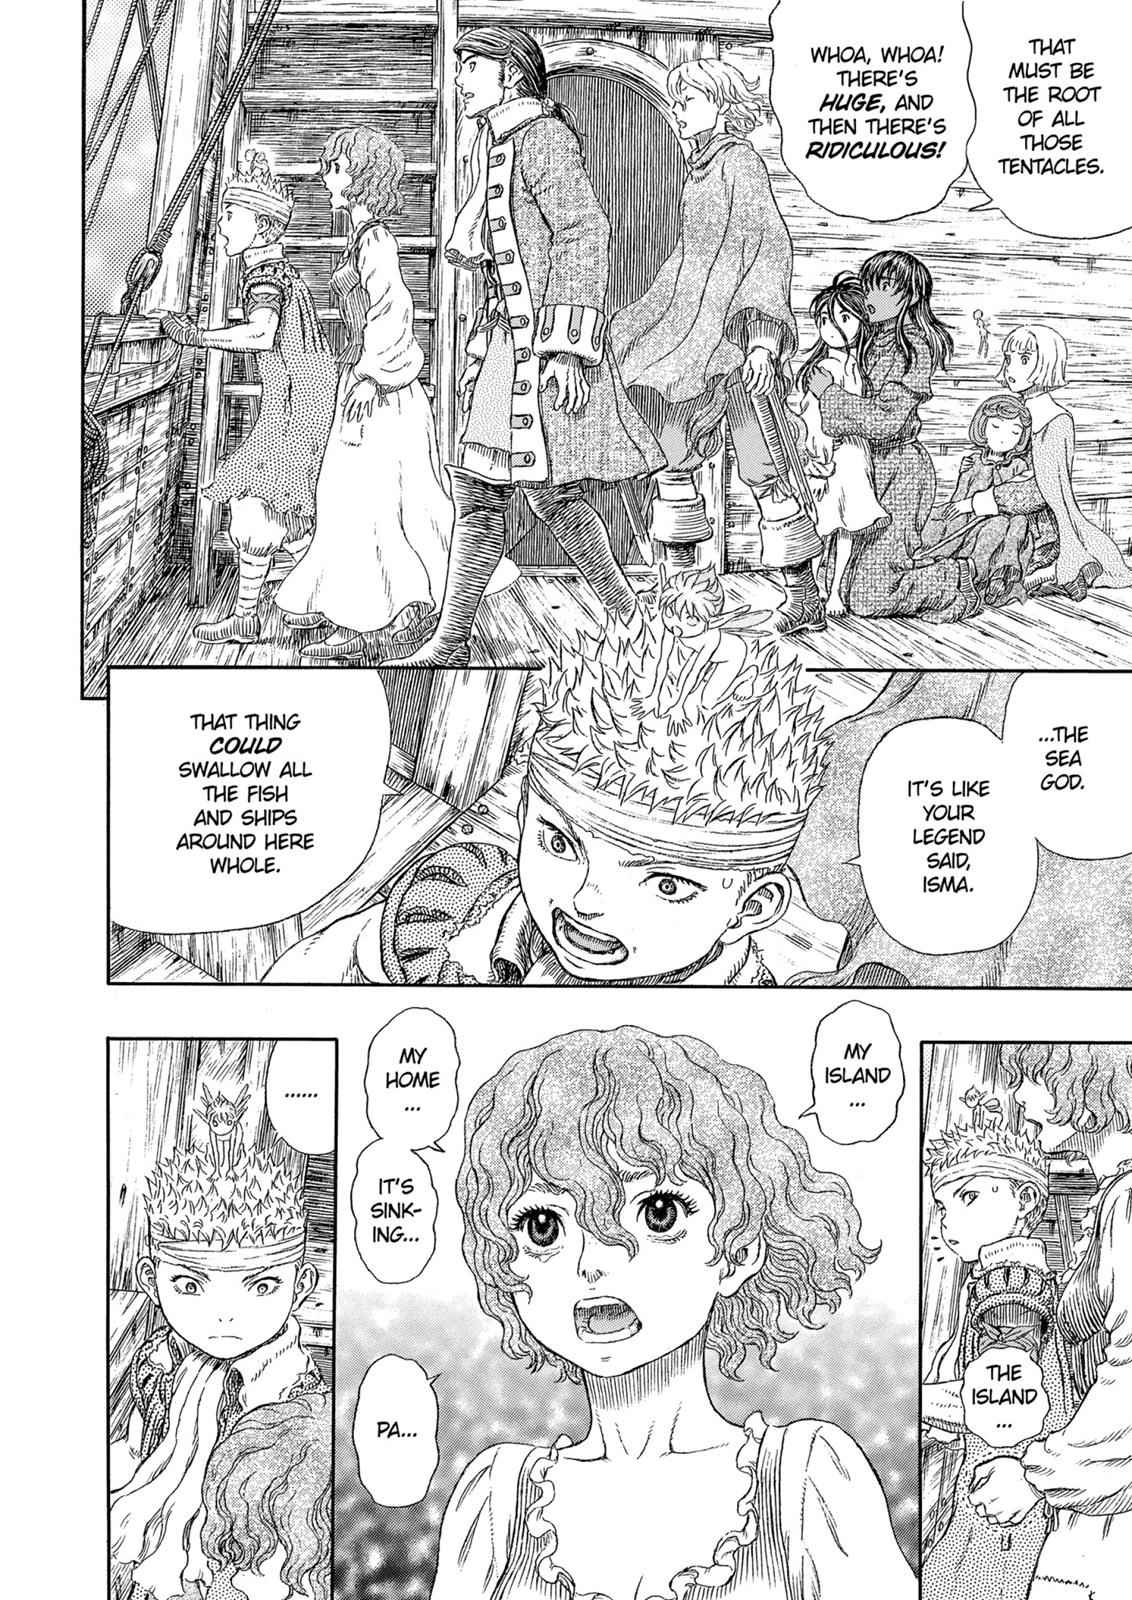 THAT
MUST BE
THE ROOT
OF ALL
THOSE
TENTACLES.
WHOA, WHOA!
THERE'S
HUGE, AND
THEN THERE'S
RIDICULOUS!
...THE
SEA
GOD.
IT'S LIKE
YOUR
LEGEND
SAID,
ISMA.
THAT THING
COULD
SWALLOW ALL
THE FISH
AND SHIPS
AROUND HERE
WHOLE.
THE
ISLAND
...
MY
ISLAND
...
MY
HOME
...
IT'S
SINK-
ING...
PA...
......